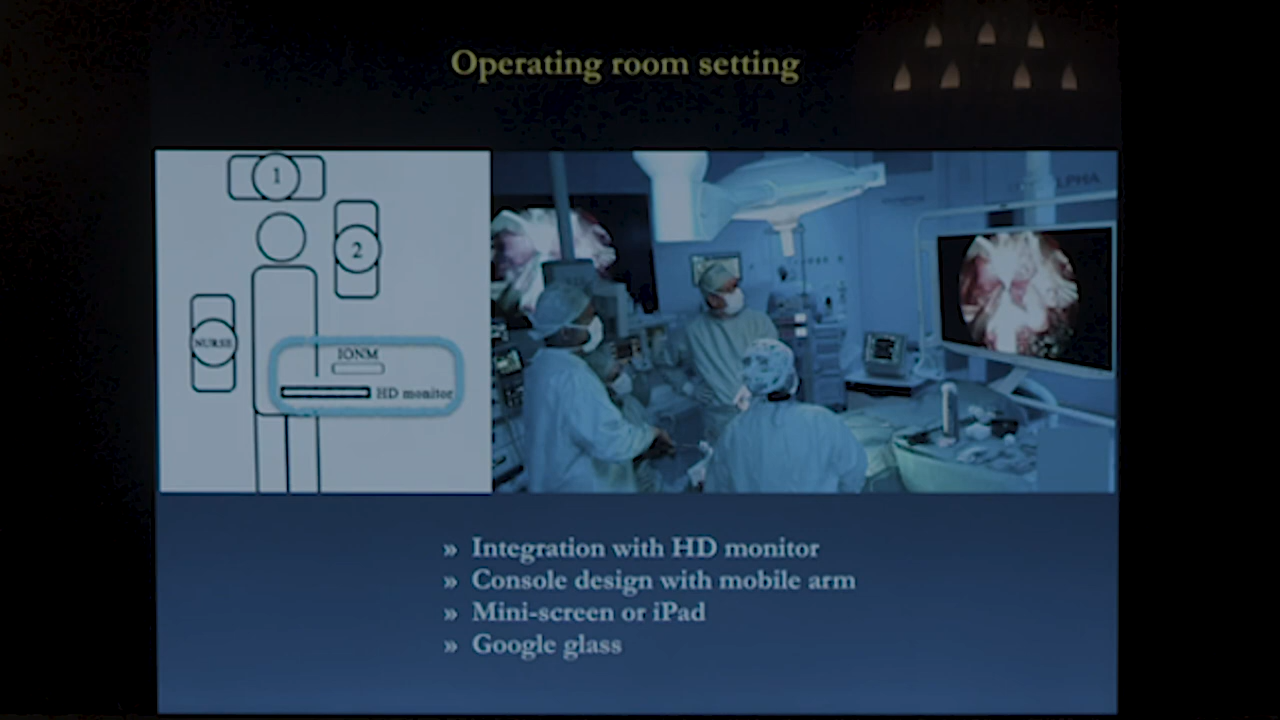 Operating room setting
1
2
NURSE
IONM
HD monitor
ALPHA
» Integration with HD monitor
» Console design with mobile arm
» Mini-screen or iPad
» Google glass